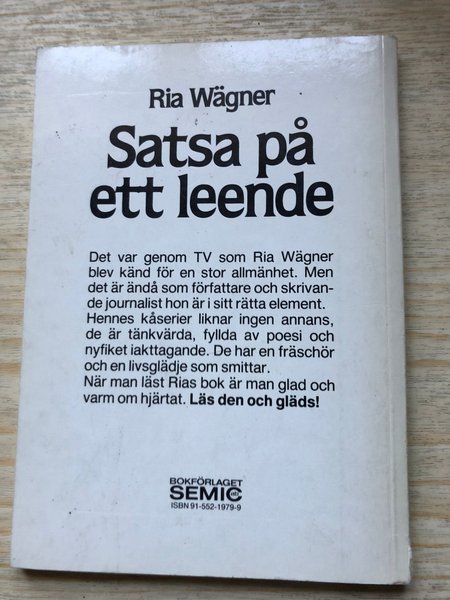 Ria Wägner
Satsa på
ett leende
Det var genom TV som Ria Wägner
blev känd för en stor allmänhet. Men
det är ändå som författare och skrivan-
de journalist hon är i sitt rätta element.
Hennes kåserier liknar ingen annans,
de är tänkvärda, fyllda av poesi och
nyfiket iakttagande. De har en fräschör
och en livsglädje som smittar.
När man läst Rias bok är man glad och
varm om hjärtat. Läs den och gläds!
BOKFÖRLAGET
SEMIC
ISBN 91-552-1979-9